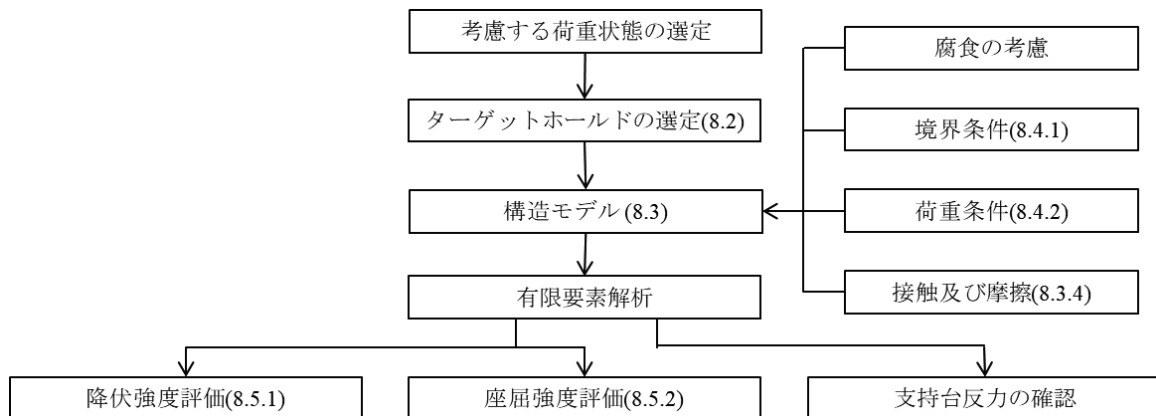 考慮する荷重状態の選定
腐食の考慮
ターゲットホールドの選定(8.2)
境界条件(8.4.1)
構造モデル(8.3)
荷重条件(8.4.2)
有限要素解析
接触及び摩擦(8.3.4)
降伏強度評価(8.5.1)
座屈強度評価(8.5.2)
支持台反力の確認